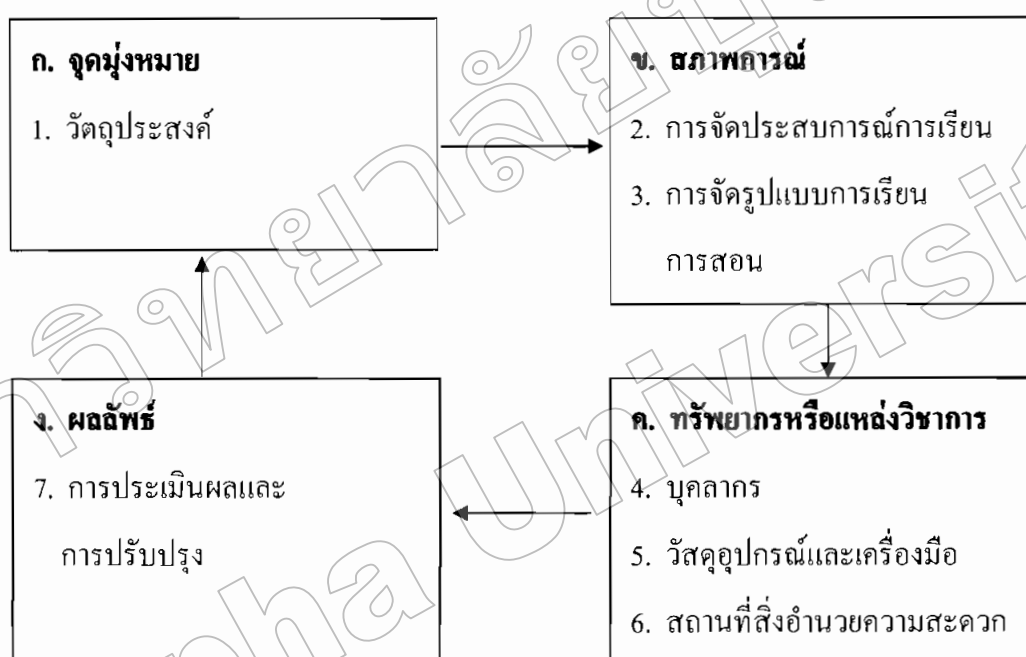 ก. จุดมุ่งหมาย
1. วัตถุประสงค์
ข. สภาพการณ์
2. การจัดประสบการณ์การเรียน
3. การจัดรูปแบบการเรียน
การสอน
ง. ผลลัพธ์
7. การประเมินผลและ
การปรับปรุง
ค. ทรัพยากรหรือแหล่งวิชาการ
4. บุคลากร
5. วัสดุอุปกรณ์และเครื่องมือ
6. สถานที่สิ่งอำนวยความสะดวก